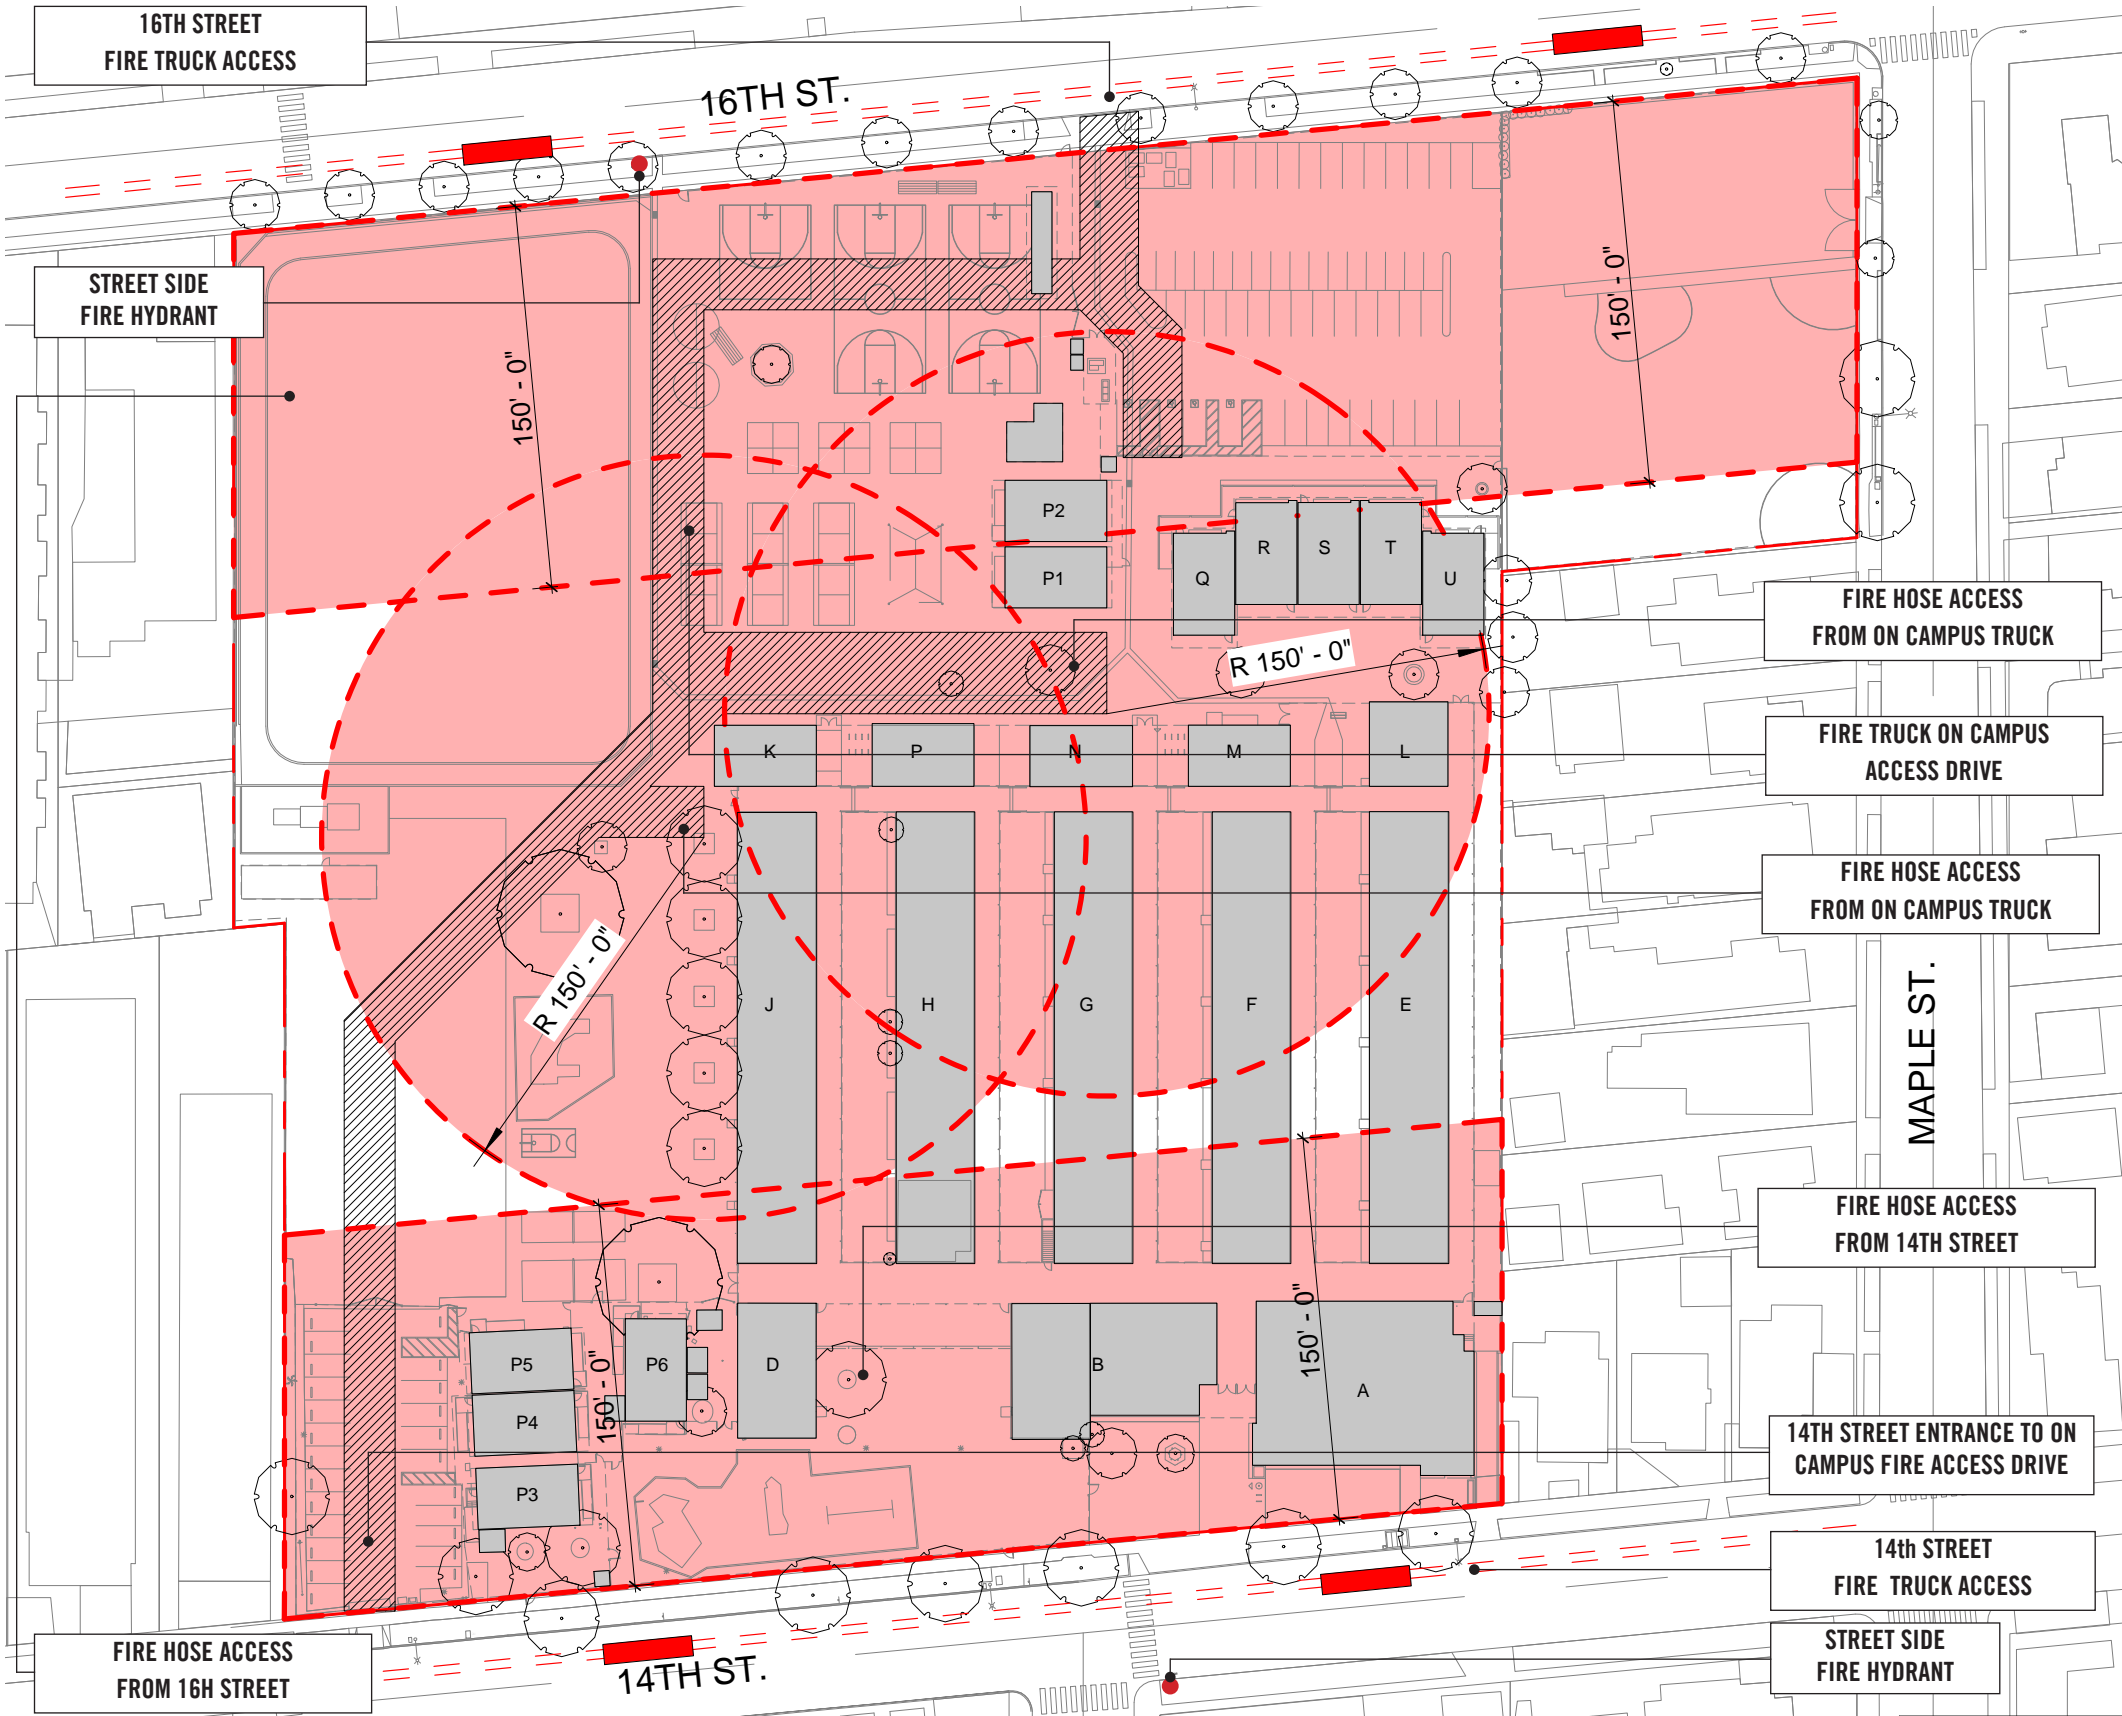 16TH STREET
FIRE TRUCK ACCESS
16TH ST.
STREET SIDE
FIRE HYDRANT
150' - 0"
150' - 0"
P2
P1
Q
R
S
T
U
R 150' - 0"
FIRE HOSE ACCESS
FROM ON CAMPUS TRUCK
K
P
N
M
L
FIRE TRUCK ON CAMPUS
ACCESS DRIVE
FIRE HOSE ACCESS
FROM ON CAMPUS TRUCK
R 150' - 0"
J
H
G
F
E
MAPLE ST.
FIRE HOSE ACCESS
FROM 14TH STREET
150' - 0"
150' - 0"
P5
P6
D
B
A
P4
P3
14TH STREET ENTRANCE TO ON
CAMPUS FIRE ACCESS DRIVE
14th STREET
FIRE TRUCK ACCESS
FIRE HOSE ACCESS
FROM 16H STREET
14TH ST.
STREET SIDE
FIRE HYDRANT